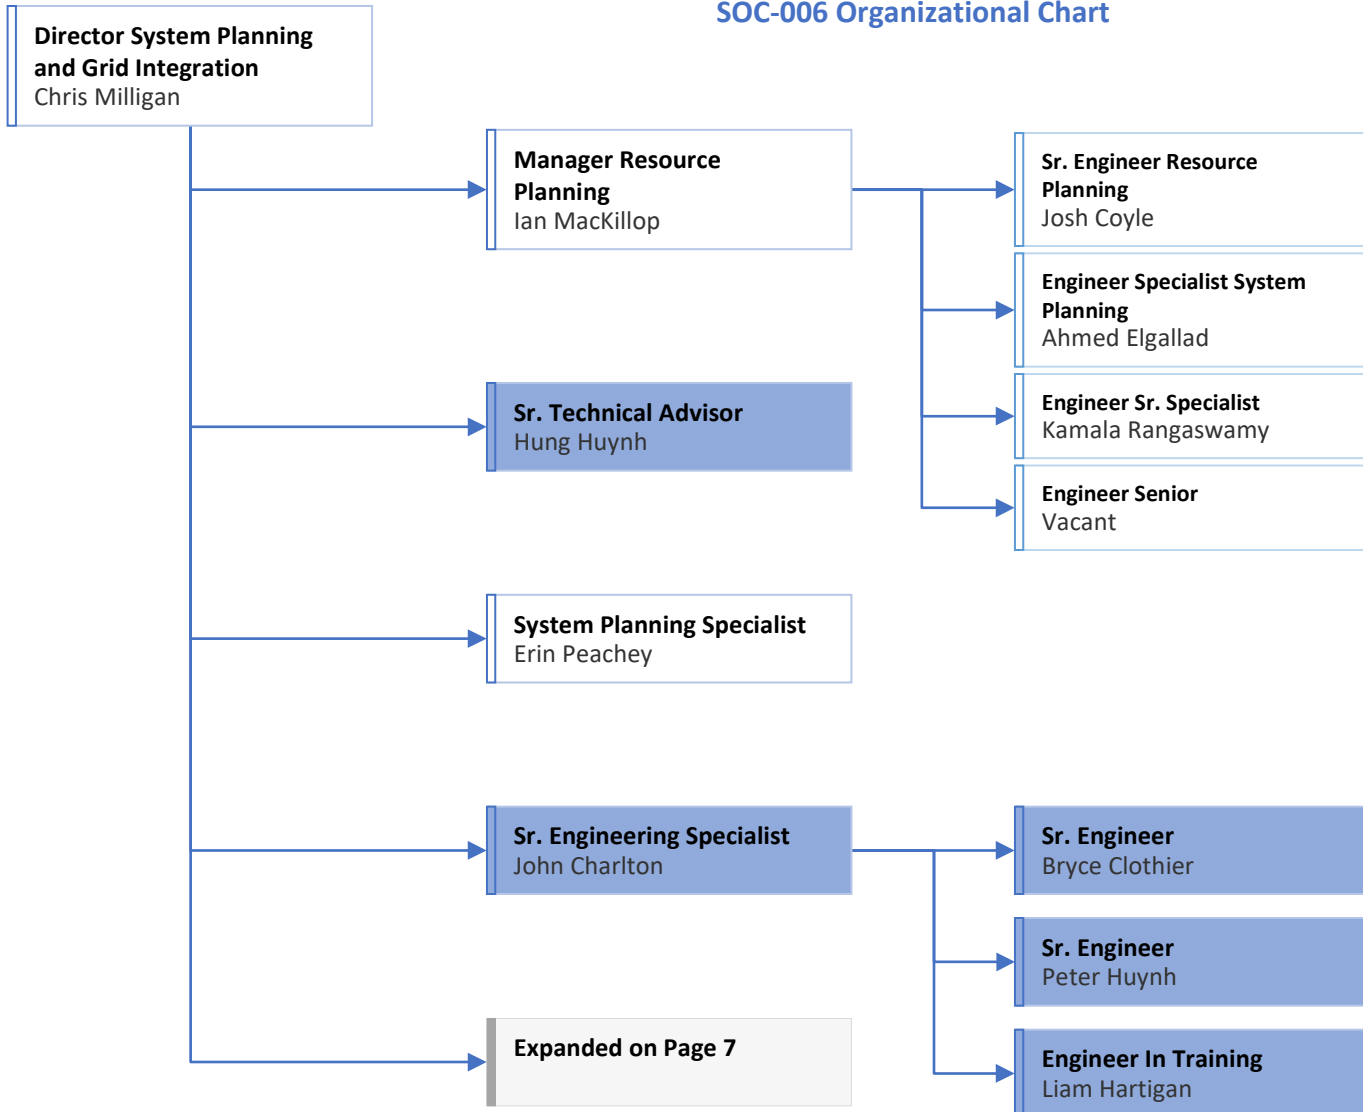 SOC-006 Organizational Chart
Director System Planning
and Grid Integration
Chris Milligan
Manager Resource
Planning
Ian MacKillop
Sr. Engineer Resource
Planning
Josh Coyle
Engineer Specialist System
Planning
Ahmed Elgallad
Engineer Sr. Specialist
Kamala Rangaswamy
Engineer Senior
Vacant
Sr. Technical Advisor
Hung Huynh
System Planning Specialist
Erin Peachey
Sr. Engineering Specialist
John Charlton
Sr. Engineer
Bryce Clothier
Sr. Engineer
Peter Huynh
Engineer In Training
Liam Hartigan
Expanded on Page 7